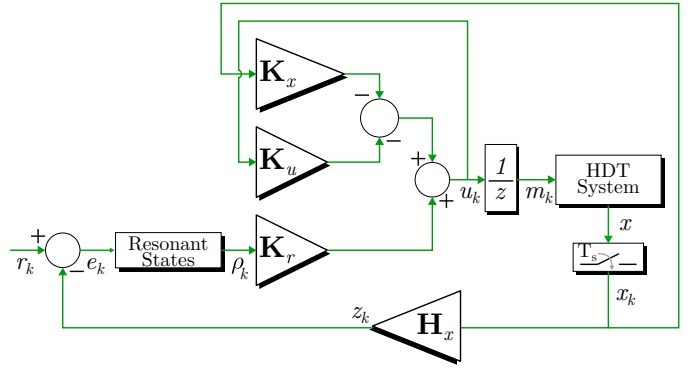 K_x
−
−
K_u
+
+
u_k
1
z
m_k
HDT
System
x
T_s
x_k
+
r_k
−
e_k
Resonant
States
ρ_k
K_r
z_k
H_x